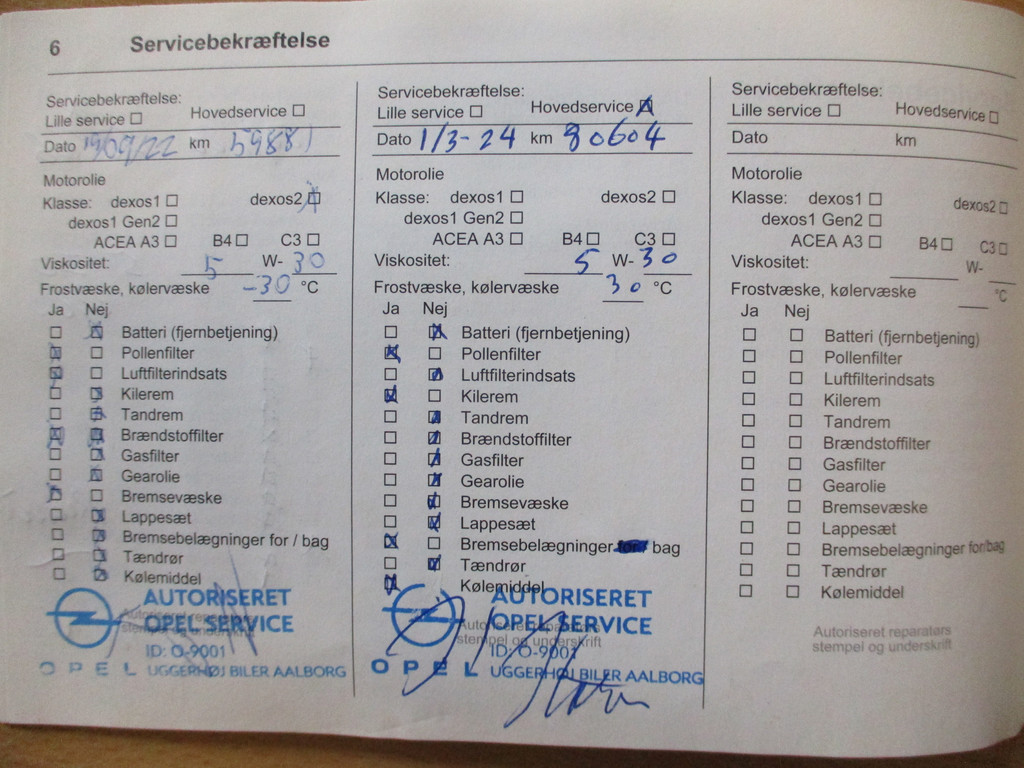 6 Servicebekræftelse
Servicebekræftelse:
Lille service ☐ Hovedservice ☐
Dato 19/09/22 km 59881
Motorolie
Klasse: dexos1 ☐ dexos2 ☒
dexos1 Gen2 ☐
ACEA A3 ☐ B4 ☐ C3 ☐
Viskositet: 5 W- 30
Frostvæske, kølervæske -30 °C
Ja Nej
☐ ☒ Batteri (fjernbetjening)
☒ ☐ Pollenfilter
☒ ☐ Luftfilterindsats
☐ ☒ Kilerem
☐ ☒ Tandrem
☒ ☒ Brændstoffilter
☐ ☒ Gasfilter
☐ ☒ Gearolie
☒ ☐ Bremsevæske
☐ ☒ Lappesæt
☐ ☒ Bremsebelægninger for / bag
☐ ☒ Tændrør
☐ ☒ Kølemiddel
Autoriseret
stempel og underskrift
AUTORISERET
OPEL SERVICE
ID: O-9001
OPEL UGGERHØJ BILER AALBORG
Servicebekræftelse:
Lille service ☐ Hovedservice ☒
Dato 1/3-24 km 80604
Motorolie
Klasse: dexos1 ☐ dexos2 ☐
dexos1 Gen2 ☐
ACEA A3 ☐ B4 ☐ C3 ☐
Viskositet: 5 W- 30
Frostvæske, kølervæske 30 °C
Ja Nej
☐ ☒ Batteri (fjernbetjening)
☒ ☐ Pollenfilter
☐ ☒ Luftfilterindsats
☒ ☐ Kilerem
☐ ☒ Tandrem
☐ ☒ Brændstoffilter
☐ ☒ Gasfilter
☐ ☒ Gearolie
☐ ☒ Bremsevæske
☐ ☒ Lappesæt
☒ ☐ Bremsebelægninger bag
☐ ☒ Tændrør
☒ Kølemiddel
stempel og underskrift
AUTORISERET
OPEL SERVICE
ID: O-9001
OPEL UGGERHØJ BILER AALBORG
Servicebekræftelse:
Lille service ☐ Hovedservice ☐
Dato km
Motorolie
Klasse: dexos1 ☐ dexos2 ☐
dexos1 Gen2 ☐
ACEA A3 ☐ B4 ☐ C3 ☐
Viskositet: W-
Frostvæske, kølervæske °C
Ja Nej
☐ ☐ Batteri (fjernbetjening)
☐ ☐ Pollenfilter
☐ ☐ Luftfilterindsats
☐ ☐ Kilerem
☐ ☐ Tandrem
☐ ☐ Brændstoffilter
☐ ☐ Gasfilter
☐ ☐ Gearolie
☐ ☐ Bremsevæske
☐ ☐ Lappesæt
☐ ☐ Bremsebelægninger for/bag
☐ ☐ Tændrør
☐ ☐ Kølemiddel
Autoriseret reparatørs
stempel og underskrift